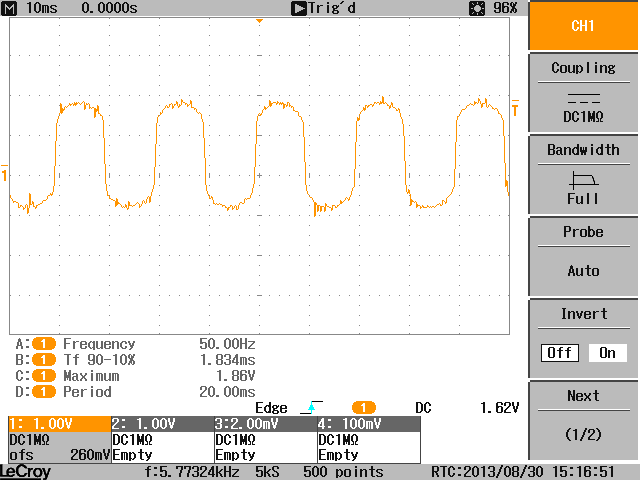 M 10ms 0.0000s Trig'd 96%
CH1
Coupling
DC1MΩ
Bandwidth
Full
Probe
Auto
Invert
Off On
Next
(1/2)
T
1
A: 1 Frequency 50.00Hz
B: 1 Tf 90-10% 1.834ms
C: 1 Maximum 1.86V
D: 1 Period 20.00ms
Edge 1 DC 1.62V
1: 1.00V 2: 1.00V 3:2.00mV 4: 100mV
DC1MΩ DC1MΩ DC1MΩ DC1MΩ
ofs 260mV Empty Empty Empty
LeCroy f:5.77324kHz 5kS 500 points RTC:2013/08/30 15:16:51